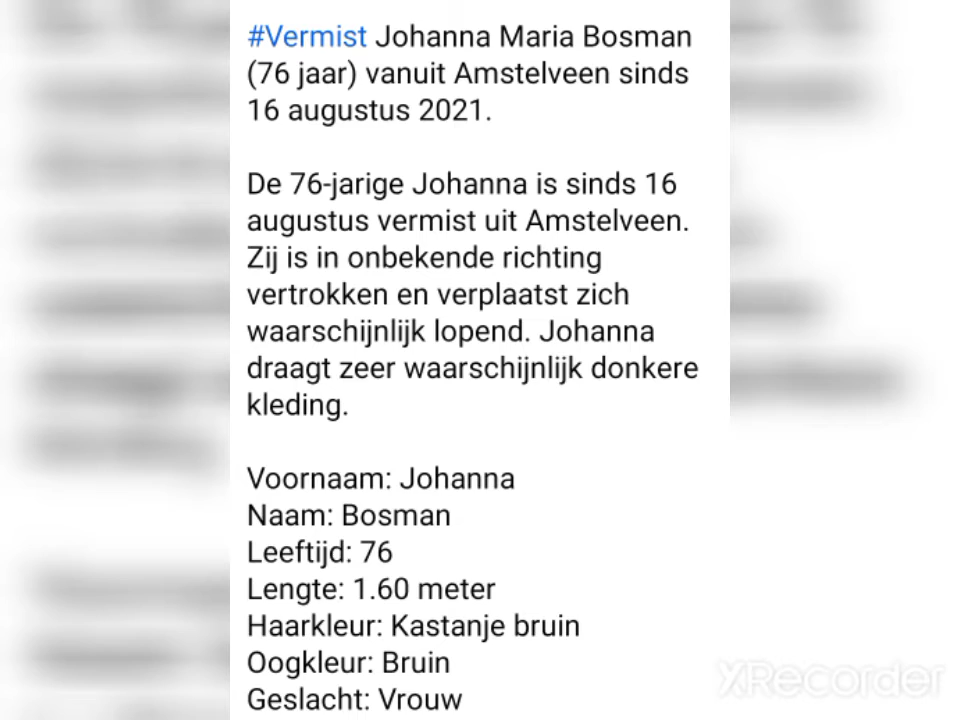 #Vermist Johanna Maria Bosman
(76 jaar) vanuit Amstelveen sinds
16 augustus 2021.
De 76-jarige Johanna is sinds 16
augustus vermist uit Amstelveen.
Zij is in onbekende richting
vertrokken en verplaatst zich
waarschijnlijk lopend. Johanna
draagt zeer waarschijnlijk donkere
kleding.
Voornaam: Johanna
Naam: Bosman
Leeftijd: 76
Lengte: 1.60 meter
Haarkleur: Kastanje bruin
Oogkleur: Bruin
Geslacht: Vrouw
XRecorder